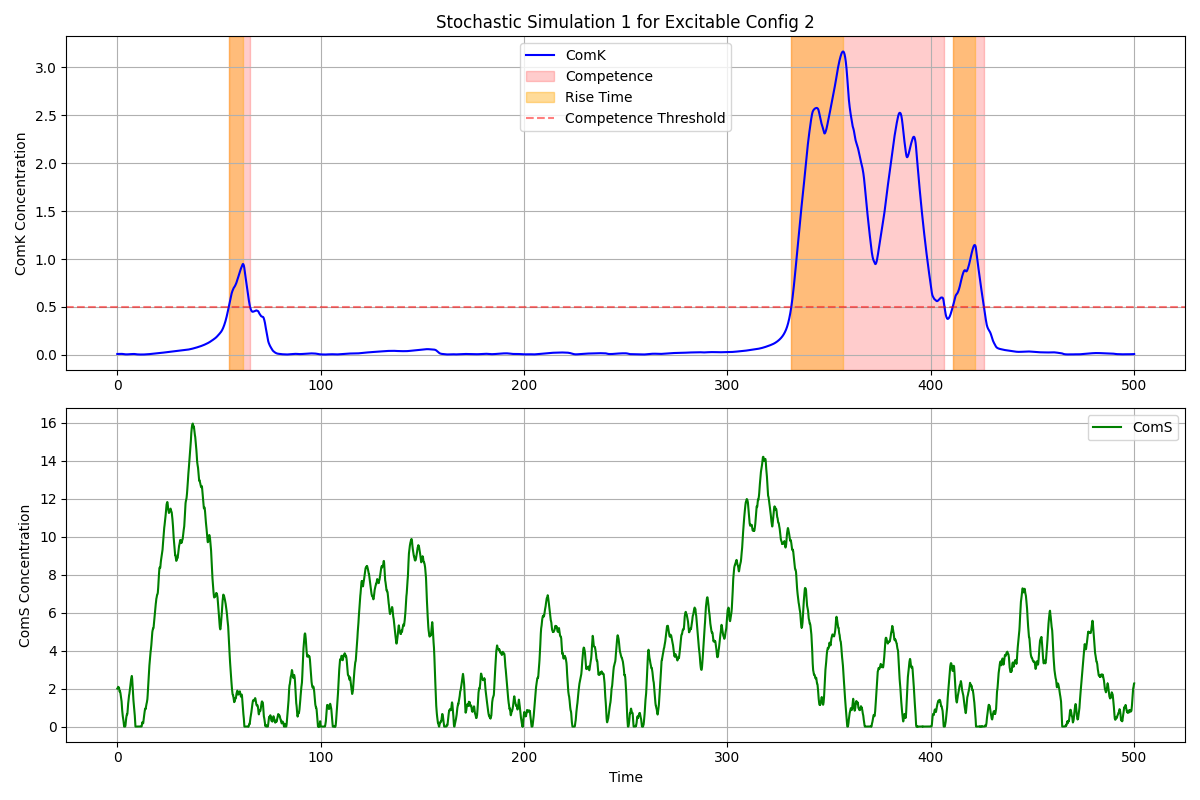 Stochastic Simulation 1 for Excitable Config 2
ComK Concentration
3.0
2.5
2.0
1.5
1.0
0.5
0.0
ComK
Competence
Rise Time
Competence Threshold
0 100 200 300 400 500
ComS Concentration
16
14
12
10
8
6
4
2
0
ComS
0 100 200 300 400 500
Time